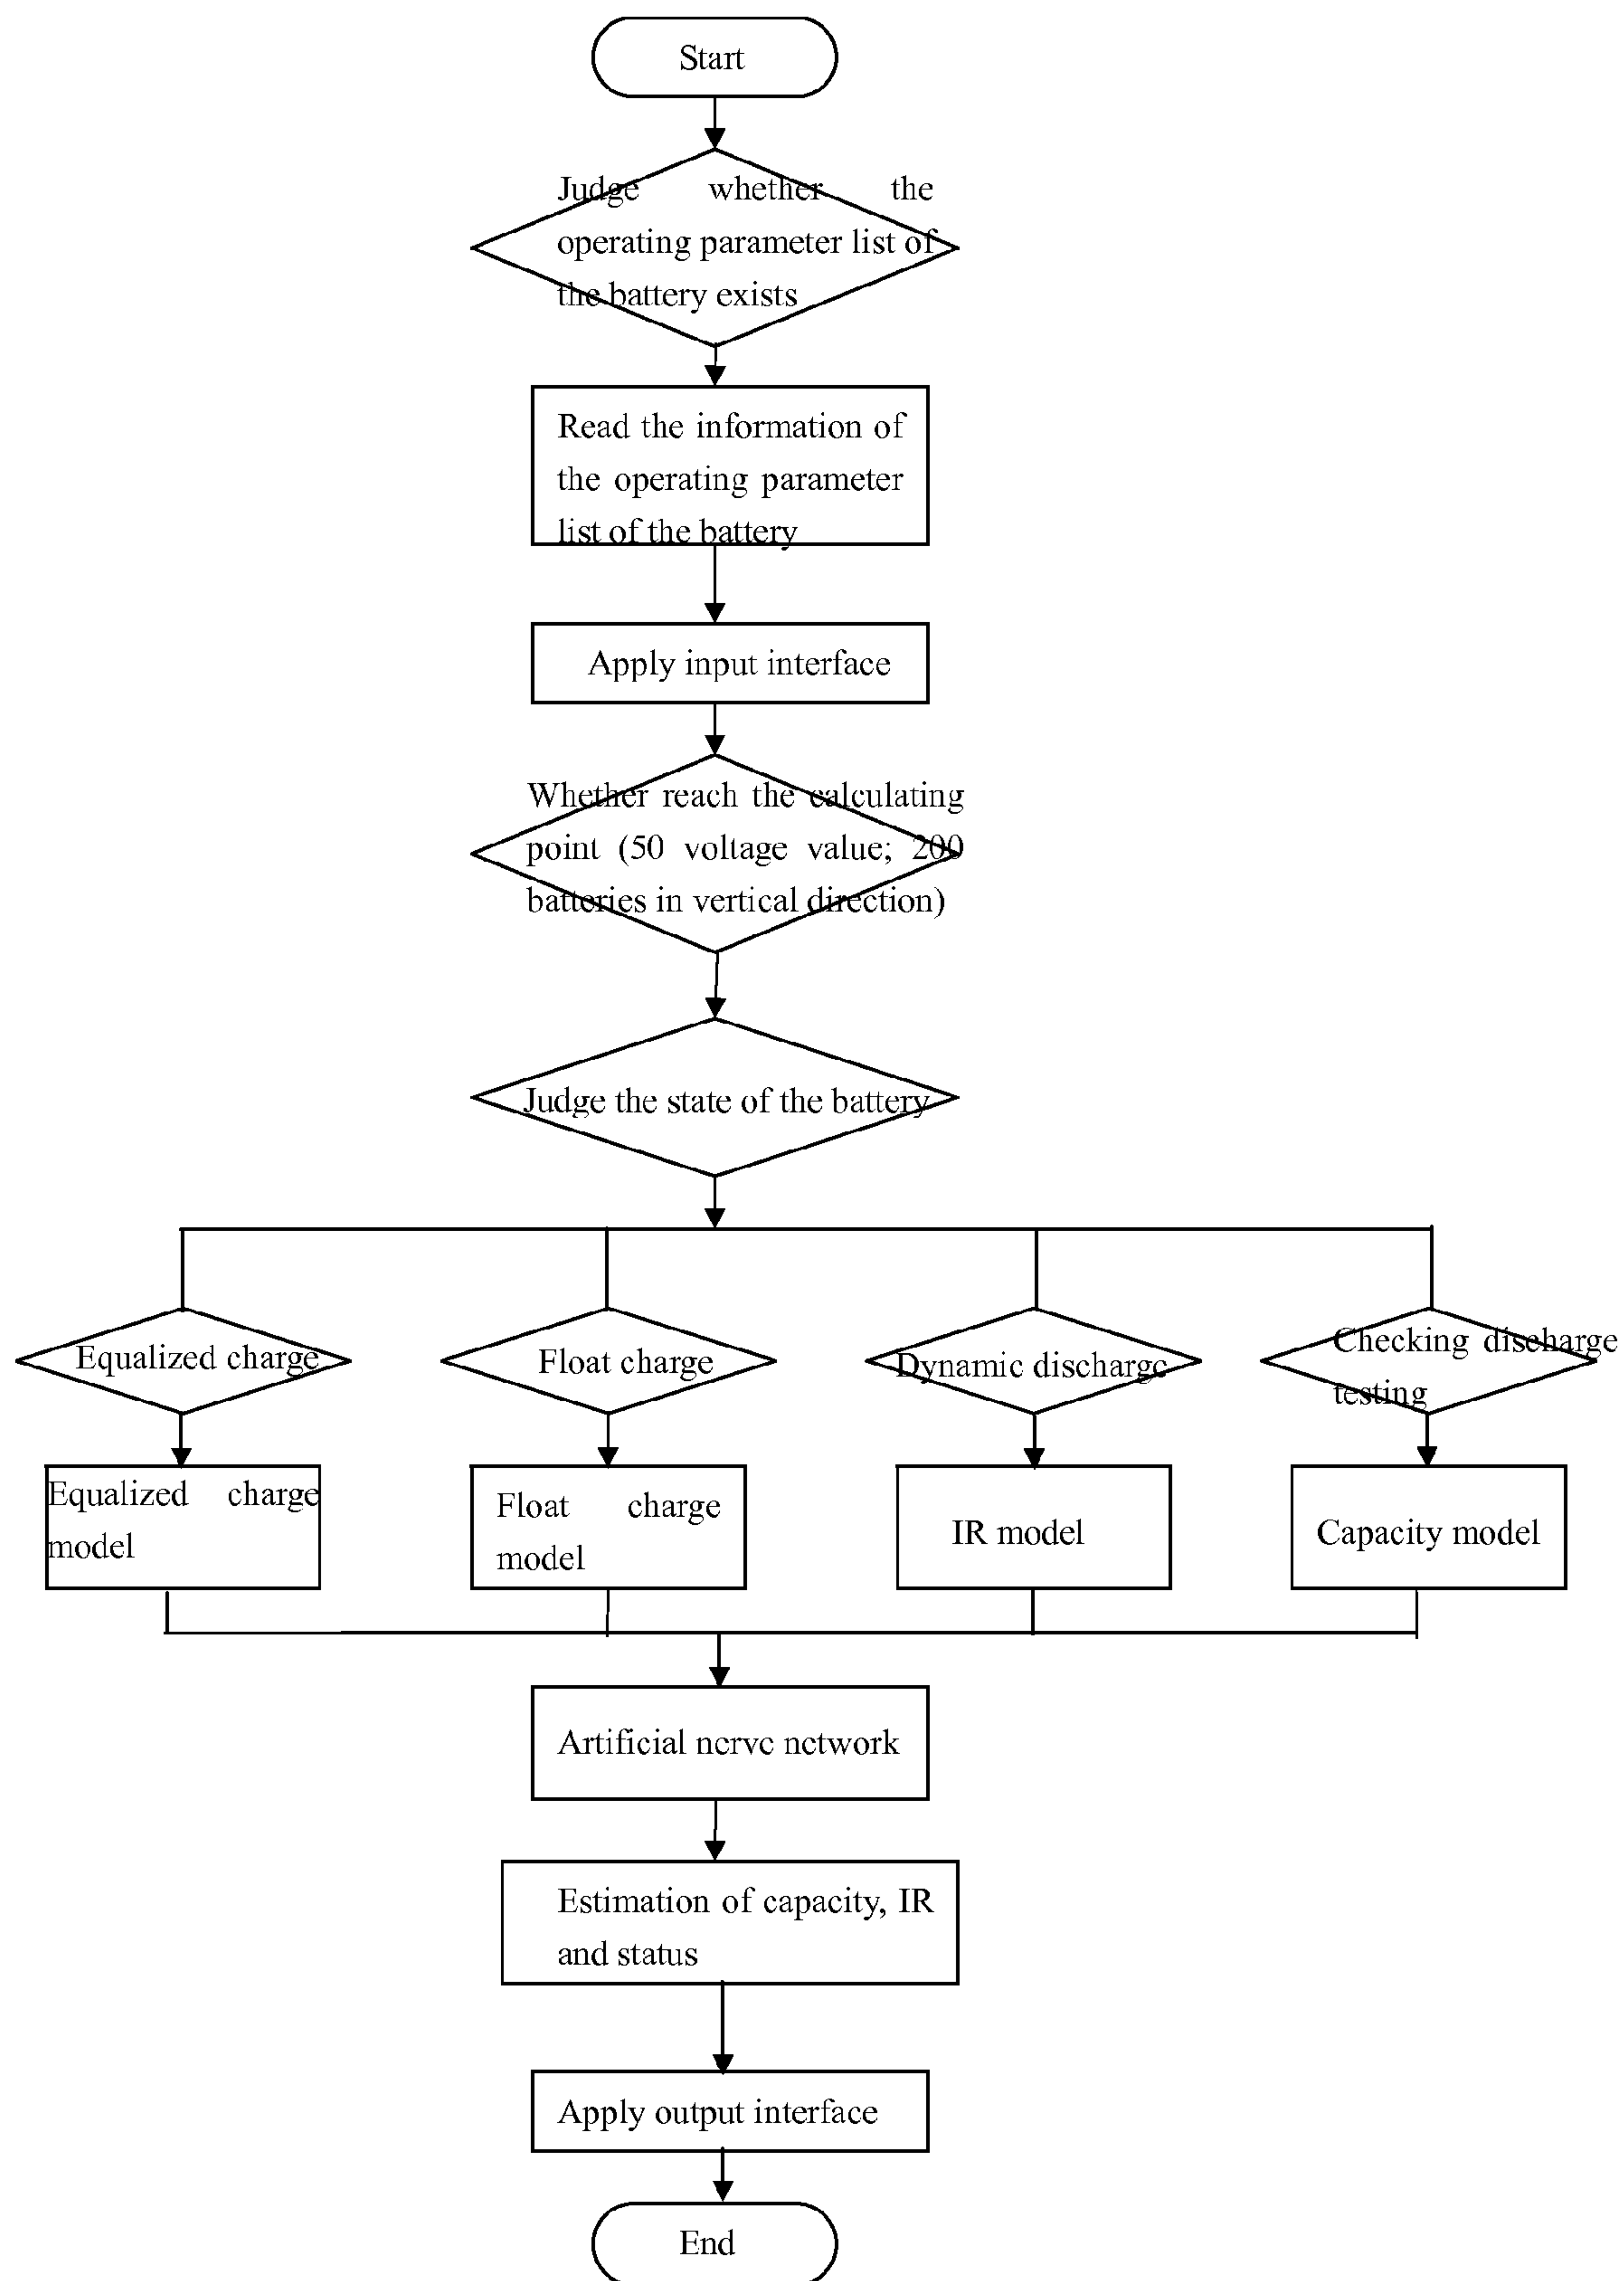 Start
Judge whether the
operating parameter list of
the battery exists
Read the information of
the operating parameter
list of the battery
Apply input interface
Whether reach the calculating
point (50 voltage value; 200
batteries in vertical direction)
Judge the state of the battery
Equalized charge
Float charge
Dynamic discharge
Checking discharge
testing
Equalized charge
model
Float charge
model
IR model
Capacity model
Artificial nerve network
Estimation of capacity, IR
and status
Apply output interface
End